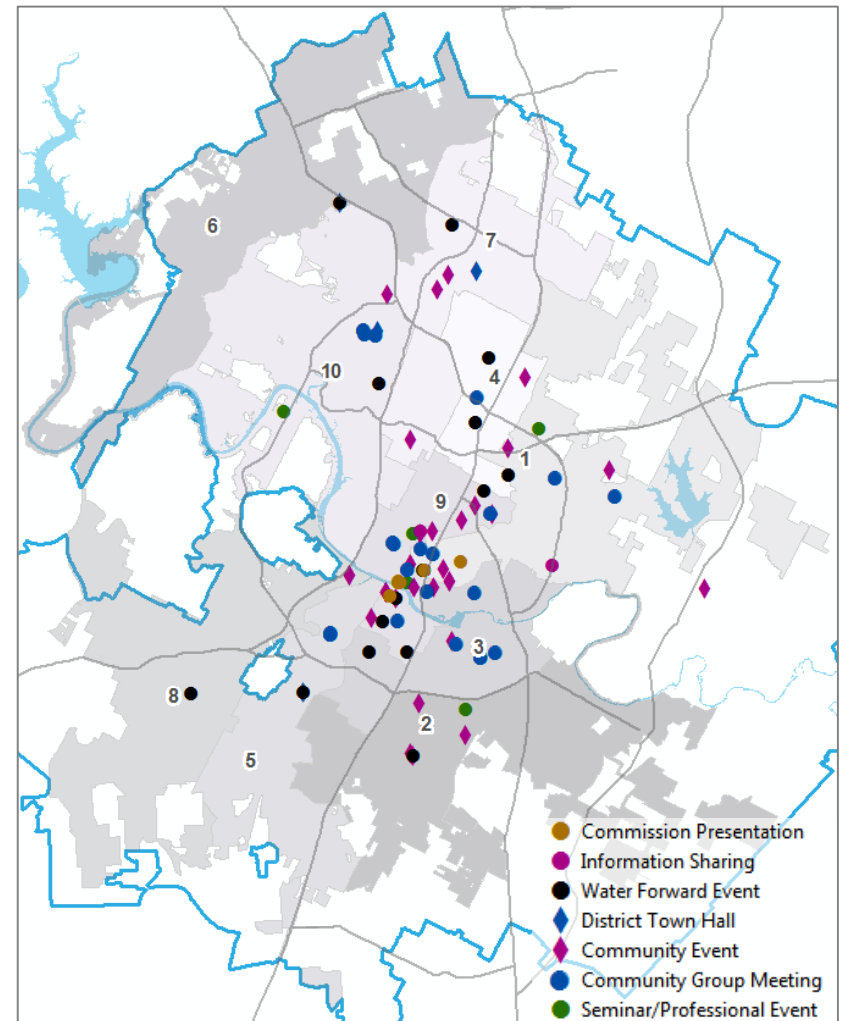 6
7
10
4
1
9
3
8
2
5
Commission Presentation
Information Sharing
Water Forward Event
District Town Hall
Community Event
Community Group Meeting
Seminar/Professional Event